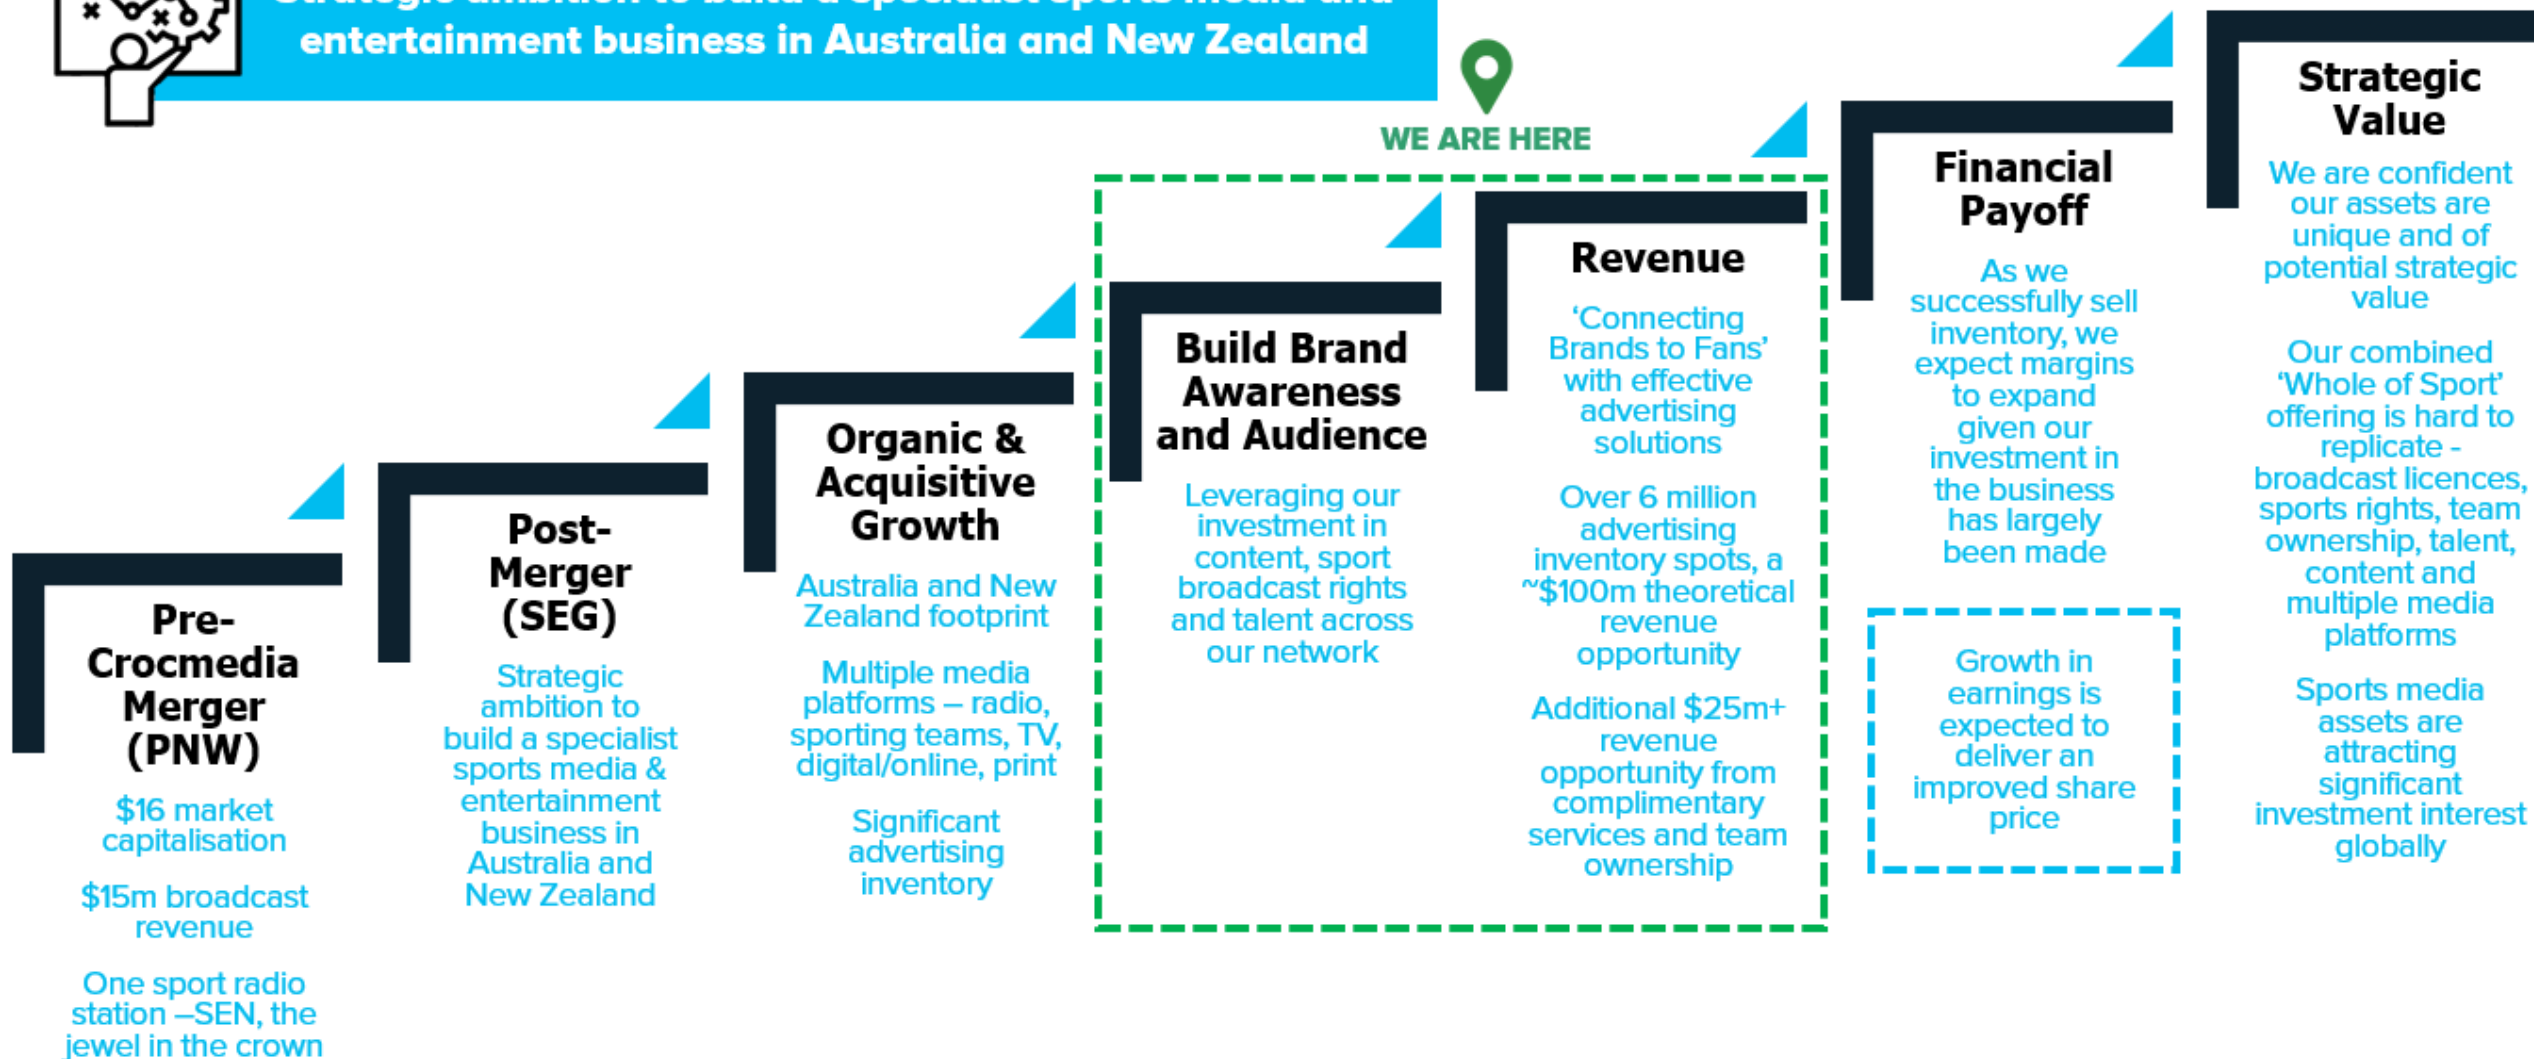 Strategic ambition to build a specialist sports media and
entertainment business in Australia and New Zealand
WE ARE HERE
Pre-
Crocmedia
Merger
(PNW)
$16 market
capitalisation
$15m broadcast
revenue
One sport radio
station –SEN, the
jewel in the crown
Post-
Merger
(SEG)
Strategic
ambition to
build a specialist
sports media &
entertainment
business in
Australia and
New Zealand
Organic &
Acquisitive
Growth
Australia and New
Zealand footprint
Multiple media
platforms – radio,
sporting teams, TV,
digital/online, print
Significant
advertising
inventory
Build Brand
Awareness
and Audience
Leveraging our
investment in
content, sport
broadcast rights
and talent across
our network
Revenue
‘Connecting
Brands to Fans’
with effective
advertising
solutions
Over 6 million
advertising
inventory spots, a
~$100m theoretical
revenue
opportunity
Additional $25m+
revenue
opportunity from
complimentary
services and team
ownership
Financial
Payoff
As we
successfully sell
inventory, we
expect margins
to expand
given our
investment in
the business
has largely
been made
Growth in
earnings is
expected to
deliver an
improved share
price
Strategic
Value
We are confident
our assets are
unique and of
potential strategic
value
Our combined
‘Whole of Sport’
offering is hard to
replicate -
broadcast licences,
sports rights, team
ownership, talent,
content and
multiple media
platforms
Sports media
assets are
attracting
significant
investment interest
globally